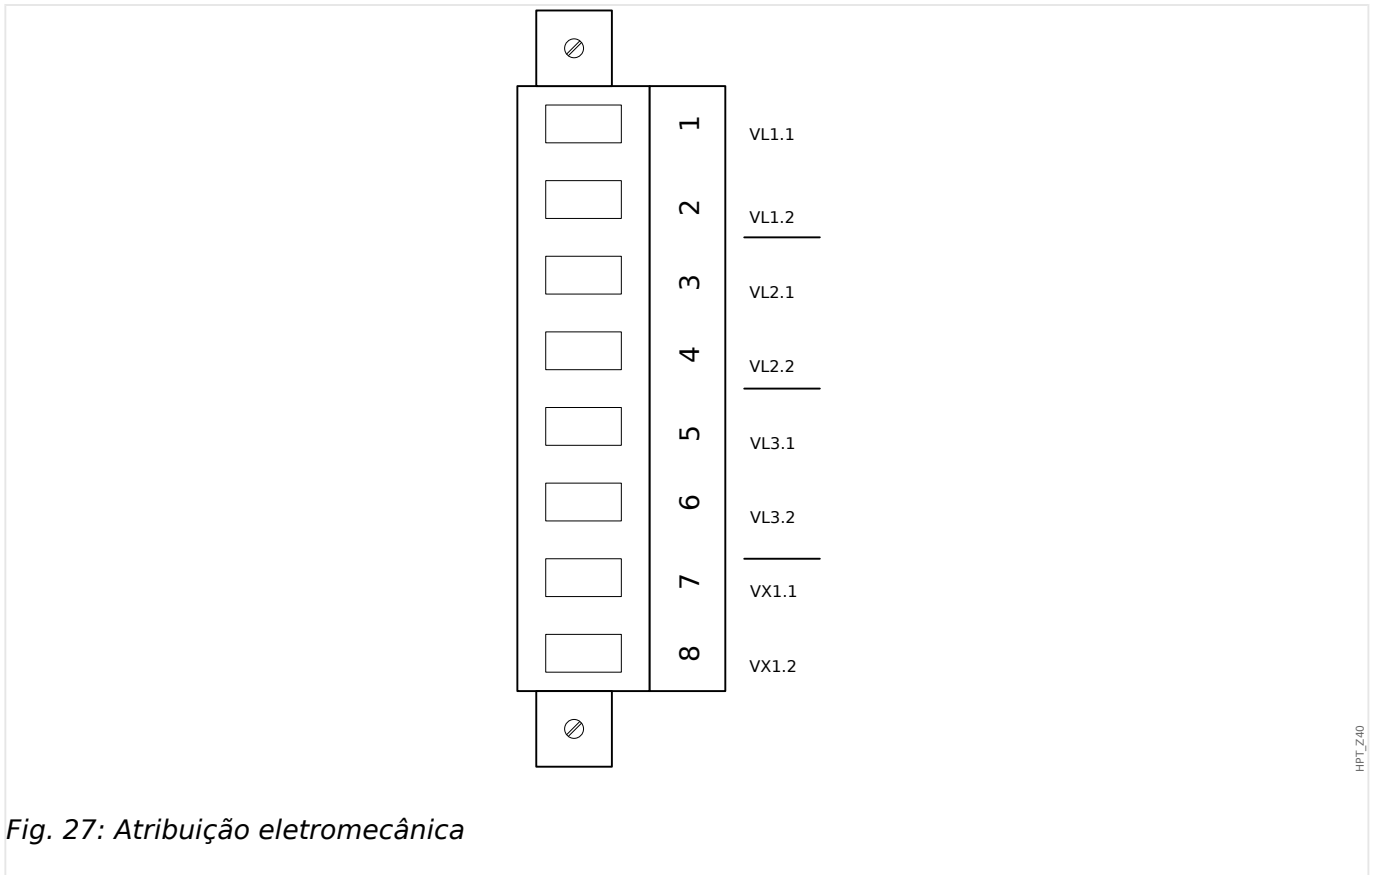 1 VL1.1
2 VL1.2
3 VL2.1
4 VL2.2
5 VL3.1
6 VL3.2
7 VX1.1
8 VX1.2
HPT_Z40
Fig. 27: Atribuição eletromecânica